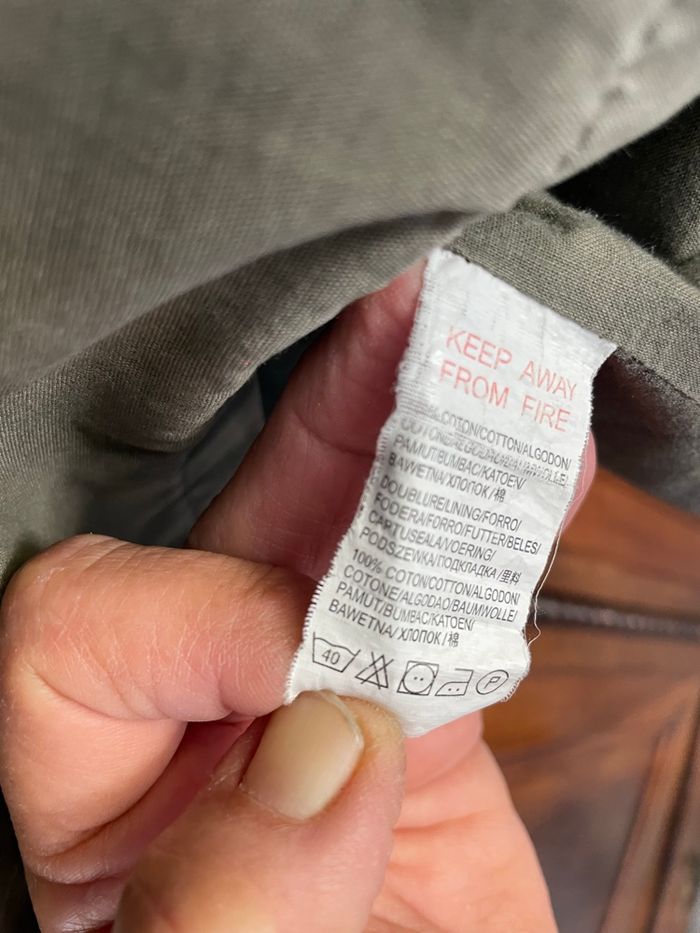 KEEP AWAY
FROM FIRE
COTON/COTTON/ALGODON/
PAMUT/BUMBAC/KATOEN/
BAWEŁNA/ХЛОПОК/棉
DOUBLURE/LINING/FORRO/
FODERA/FORRO/FUTTER/BELES/
CAPTUSEALA/VOERING/
PODSZEWKA/ПОДКЛАДКА/里料
100% COTON/COTTON/ALGODON/
COTONE/ALGODAO/BAUMWOLLE/
PAMUT/BUMBAC/KATOEN/
BAWEŁNA/ХЛОПОК/棉
40 P